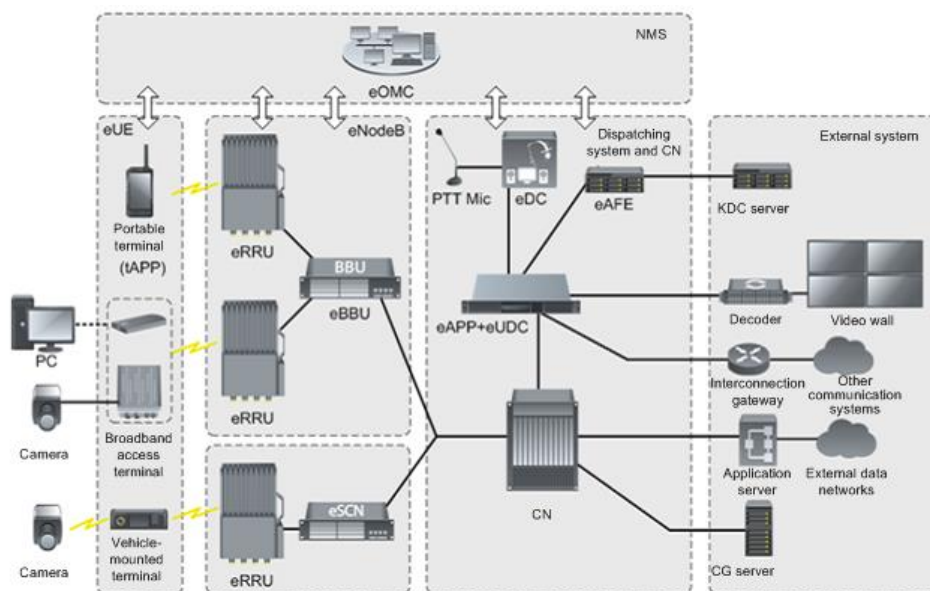 NMS
eOMC
eUE
eNodeB
Dispatching
system and CN
External system
PTT Mic
eDC
eAFE
KDC server
Portable
terminal
(tAPP)
eRRU
BBU
eBBU
eAPP+eUDC
Decoder
Video wall
PC
eRRU
Interconnection
gateway
Other
communication
systems
Camera
Broadband
access
terminal
eSCN
CN
Application
server
External data
networks
Camera
Vehicle-
mounted
terminal
eRRU
CG server